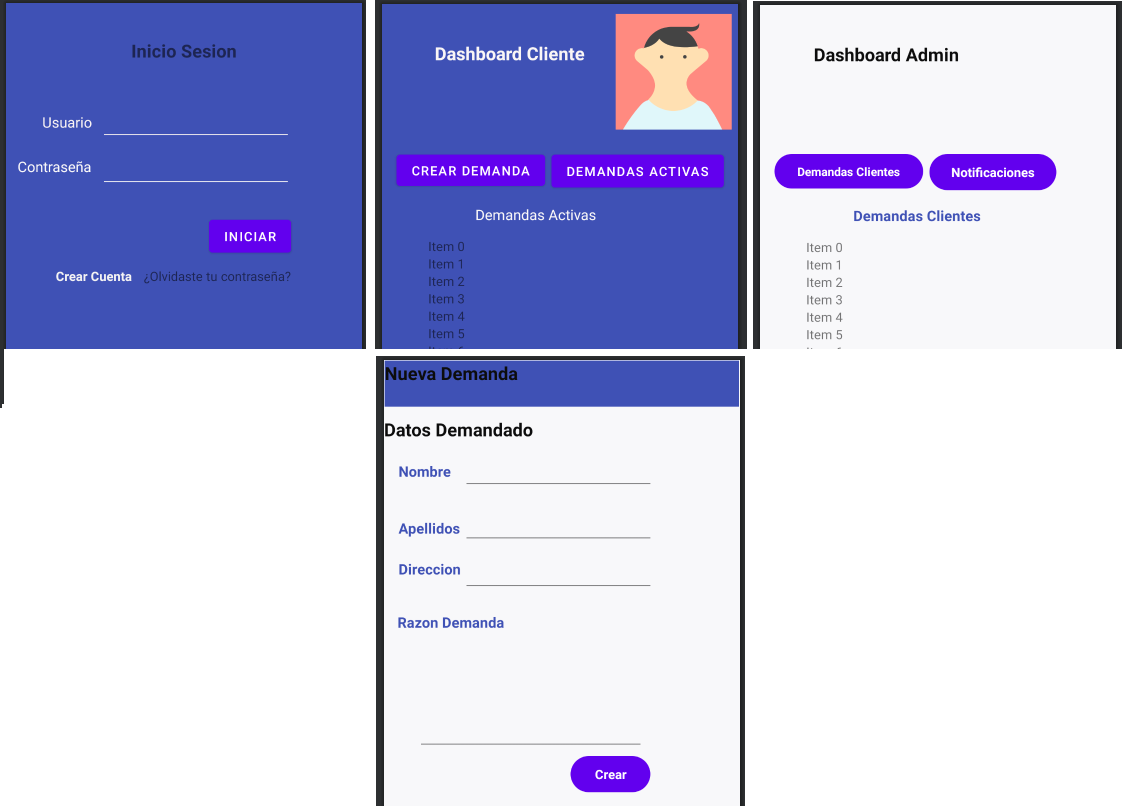 Inicio Sesion
Usuario
Contraseña
INICIAR
Crear Cuenta ¿Olvidaste tu contraseña?
Dashboard Cliente
CREAR DEMANDA DEMANDAS ACTIVAS
Demandas Activas
Item 0
Item 1
Item 2
Item 3
Item 4
Item 5
Dashboard Admin
Demandas Clientes Notificaciones
Demandas Clientes
Item 0
Item 1
Item 2
Item 3
Item 4
Item 5
Nueva Demanda
Datos Demandado
Nombre
Apellidos
Direccion
Razon Demanda
Crear